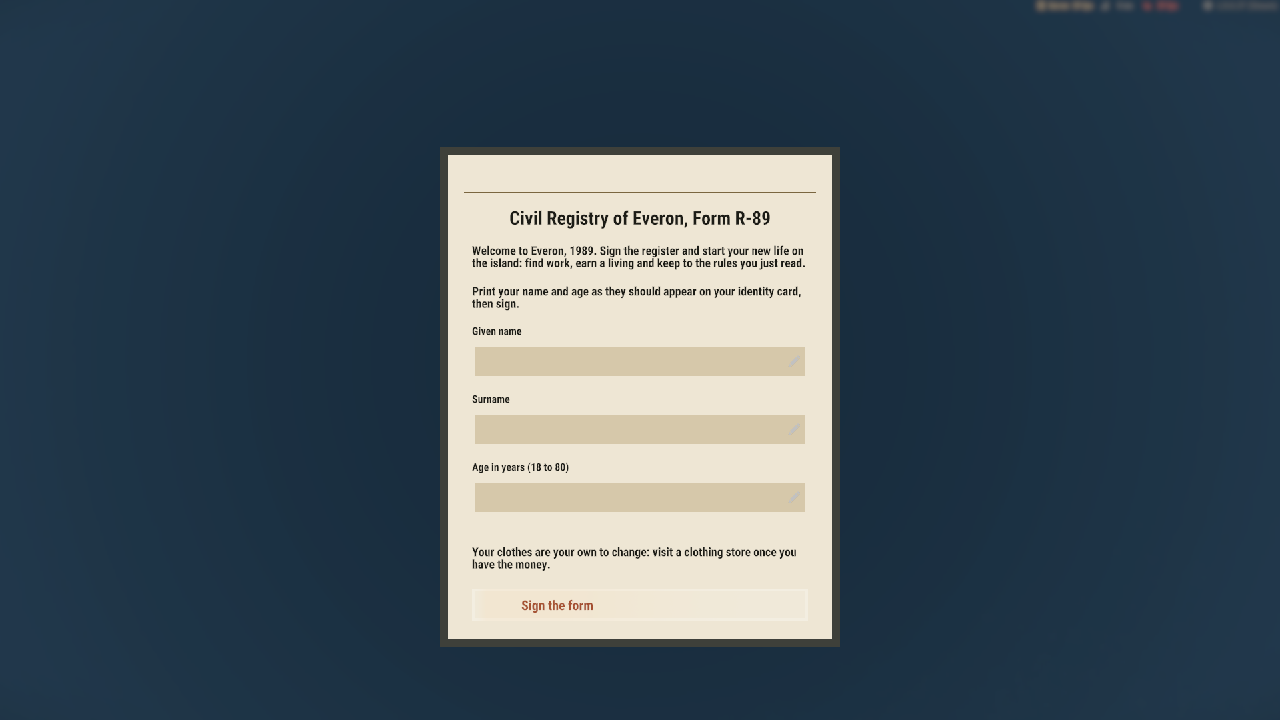 Civil Registry of Everon, Form R-89
Welcome to Everon, 1989. Sign the register and start your new life on
the island: find work, earn a living and keep to the rules you just read.
Print your name and age as they should appear on your identity card,
then sign.
Given name
Surname
Age in years (18 to 80)
Your clothes are your own to change: visit a clothing store once you
have the money.
Sign the form